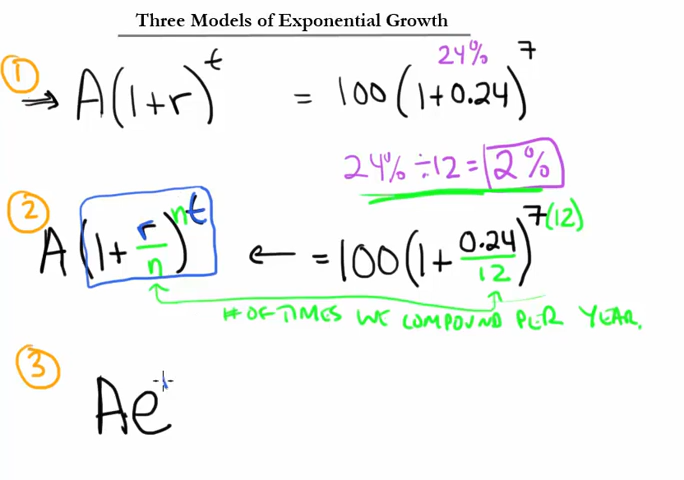 Three Models of Exponential Growth
24%
① ⇒ A(1+r)^t = 100(1+0.24)^7
24% ÷12 = 2%
② A(1+r/n)^nt ← = 100(1+0.24/12)^7(12)
# OF TIMES WE COMPOUND PER YEAR.
③ Ae